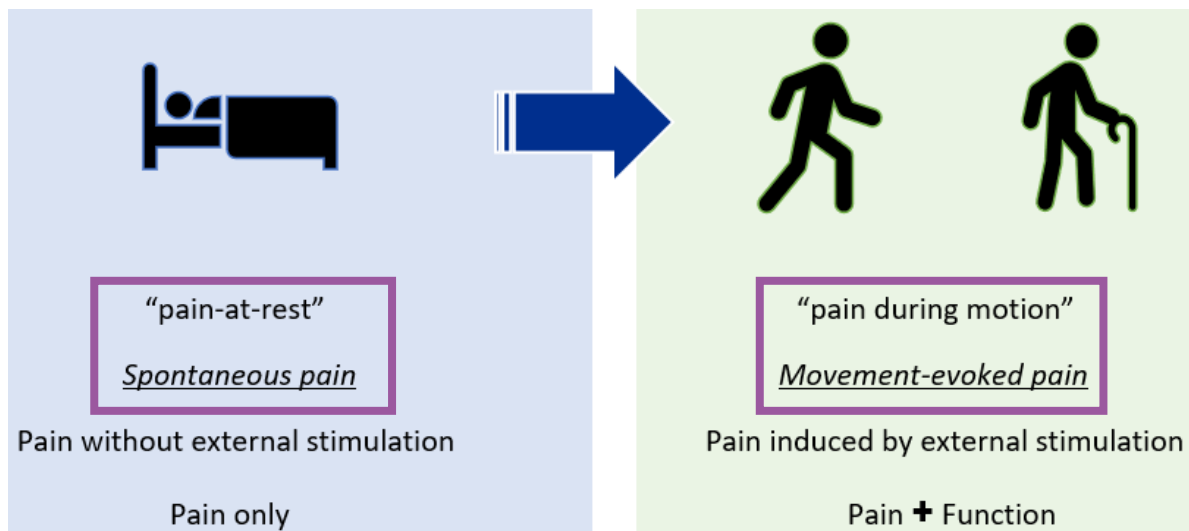 “pain-at-rest”
Spontaneous pain
Pain without external stimulation
Pain only
“pain during motion”
Movement-evoked pain
Pain induced by external stimulation
Pain + Function